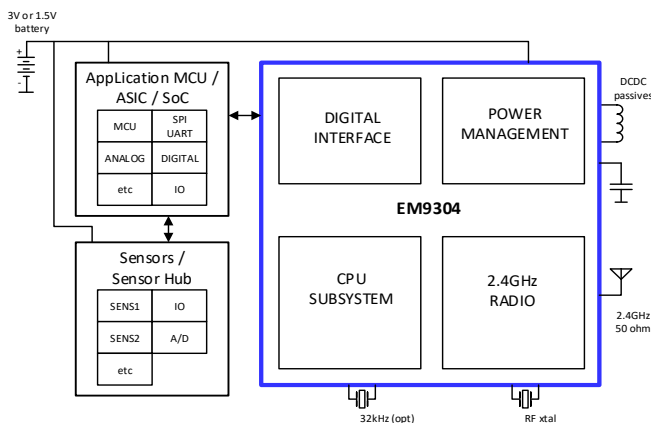 3V or 1.5V
battery
+
-
AppLication MCU /
ASIC / SoC
MCU
SPI
UART
ANALOG
DIGITAL
etc
IO
Sensors /
Sensor Hub
SENS1
IO
SENS2
A/D
etc
DIGITAL
INTERFACE
POWER
MANAGEMENT
EM9304
CPU
SUBSYSTEM
2.4GHz
RADIO
DCDC
passives
2.4GHz
50 ohm
32kHz (opt)
RF xtal